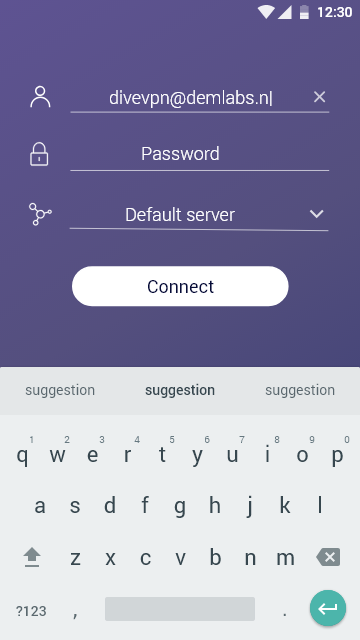 12:30
divevpn@demlabs.n
Password
Default server
Connect
suggestion suggestion suggestion
1 2 3 4 5 6 7 8 9 0
q w e r t y u i o p
a s d f g h j k l
z x c v b n m
?123 , .